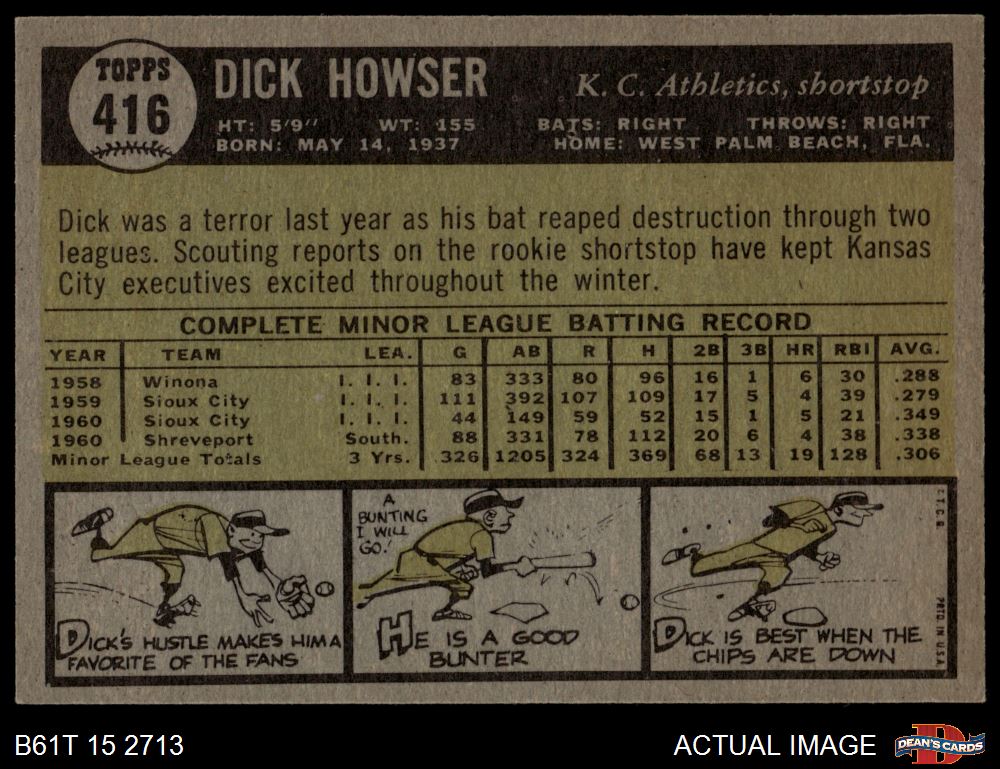 TOPPS
416
DICK HOWSER
K. C. Athletics, shortstop
HT: 5'9" WT: 155 BATS: RIGHT THROWS: RIGHT
BORN: MAY 14, 1937 HOME: WEST PALM BEACH, FLA.
Dick was a terror last year as his bat reaped destruction through two
leagues. Scouting reports on the rookie shortstop have kept Kansas
City executives excited throughout the winter.
COMPLETE MINOR LEAGUE BATTING RECORD
YEAR TEAM LEA. G AB R H 2B 3B HR RBI AVG.
1958 Winona I. I. I. 83 333 80 96 16 1 6 30 .288
1959 Sioux City I. I. I. 111 392 107 109 17 5 4 39 .279
1960 Sioux City I. I. I. 44 149 59 52 15 1 5 21 .349
1960 Shreveport South. 88 331 78 112 20 6 4 38 .338
Minor League Totals 3 Yrs. 326 1205 324 369 68 13 19 128 .306
DICK'S HUSTLE MAKES HIM A
FAVORITE OF THE FANS
A
BUNTING
I WILL
GO!
HE IS A GOOD
BUNTER
DICK IS BEST WHEN THE
CHIPS ARE DOWN
T.C.G.
PRTD. IN U.S.A.
B61T 15 2713
ACTUAL IMAGE
DEAN'S CARDS